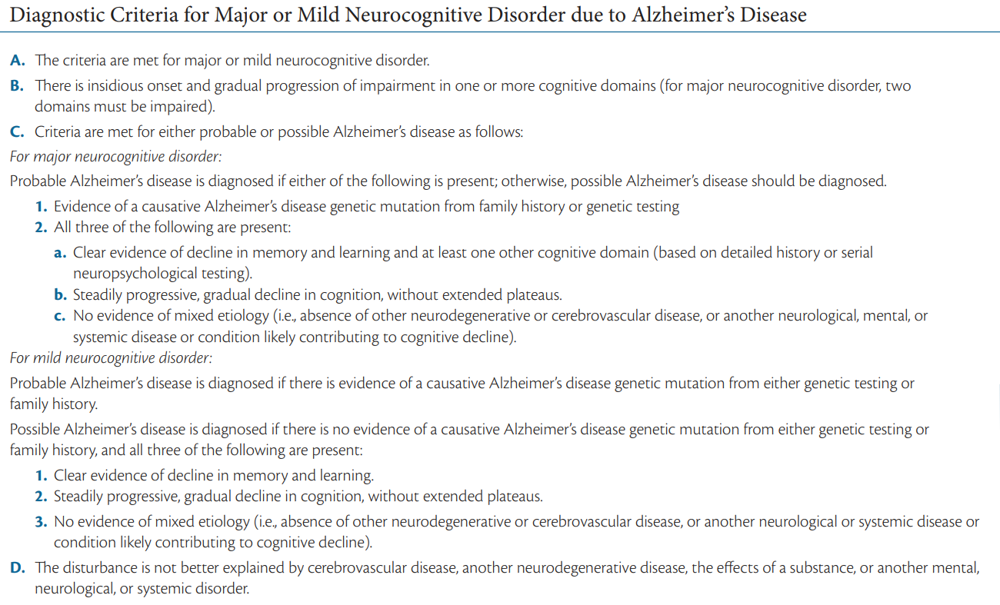 Diagnostic Criteria for Major or Mild Neurocognitive Disorder due to Alzheimer’s Disease
A. The criteria are met for major or mild neurocognitive disorder.
B. There is insidious onset and gradual progression of impairment in one or more cognitive domains (for major neurocognitive disorder, two
domains must be impaired).
C. Criteria are met for either probable or possible Alzheimer’s disease as follows:
For major neurocognitive disorder:
Probable Alzheimer’s disease is diagnosed if either of the following is present; otherwise, possible Alzheimer’s disease should be diagnosed.
1. Evidence of a causative Alzheimer’s disease genetic mutation from family history or genetic testing
2. All three of the following are present:
a. Clear evidence of decline in memory and learning and at least one other cognitive domain (based on detailed history or serial
neuropsychological testing).
b. Steadily progressive, gradual decline in cognition, without extended plateaus.
c. No evidence of mixed etiology (i.e., absence of other neurodegenerative or cerebrovascular disease, or another neurological, mental, or
systemic disease or condition likely contributing to cognitive decline).
For mild neurocognitive disorder:
Probable Alzheimer’s disease is diagnosed if there is evidence of a causative Alzheimer’s disease genetic mutation from either genetic testing or
family history.
Possible Alzheimer’s disease is diagnosed if there is no evidence of a causative Alzheimer’s disease genetic mutation from either genetic testing or
family history, and all three of the following are present:
1. Clear evidence of decline in memory and learning.
2. Steadily progressive, gradual decline in cognition, without extended plateaus.
3. No evidence of mixed etiology (i.e., absence of other neurodegenerative or cerebrovascular disease, or another neurological or systemic disease or
condition likely contributing to cognitive decline).
D. The disturbance is not better explained by cerebrovascular disease, another neurodegenerative disease, the effects of a substance, or another mental,
neurological, or systemic disorder.